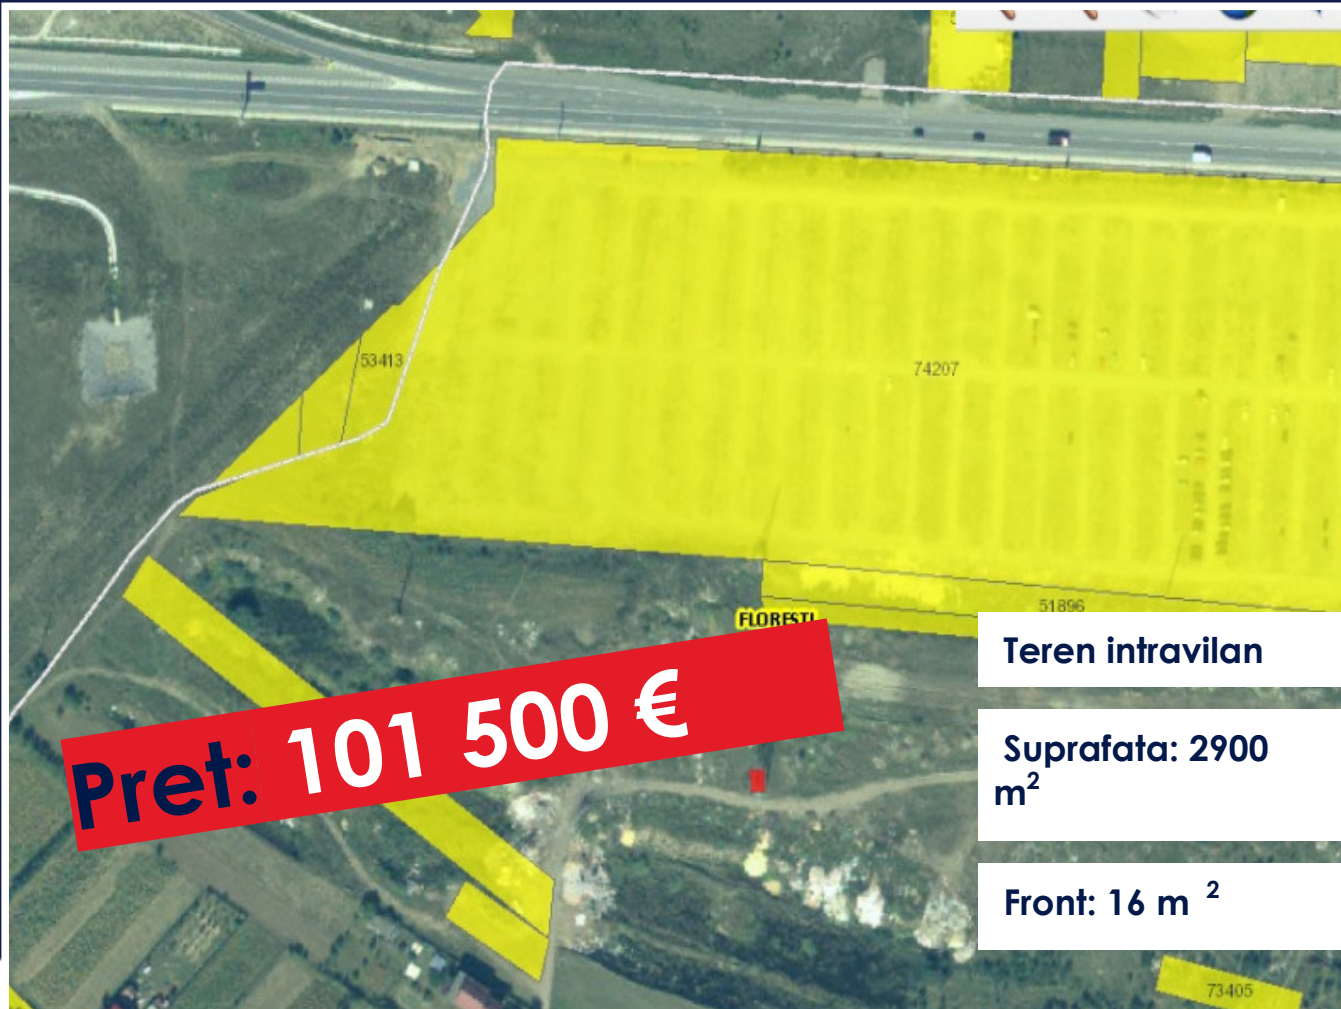 53413
74207
51896
FLORESTI
Teren intravilan
Pret: 101 500 €
Suprafata: 2900
m²
Front: 16 m ²
73405